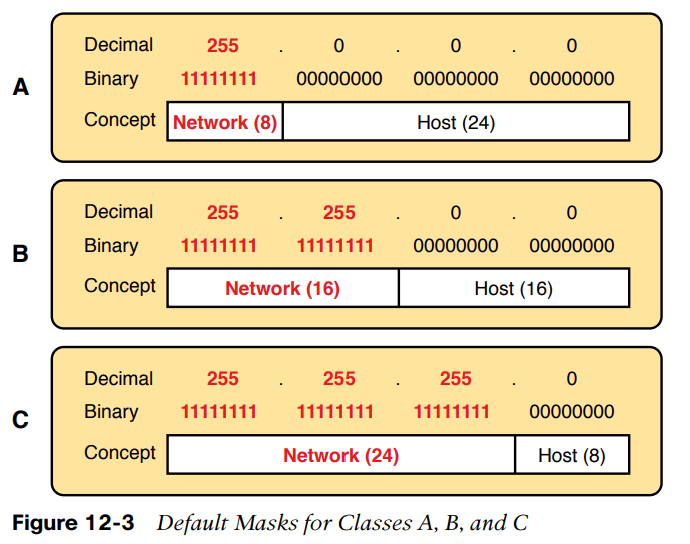 Decimal 255 . 0 . 0 . 0
A
Binary 11111111 00000000 00000000 00000000
Concept Network (8) Host (24)
Decimal 255 . 255 . 0 . 0
B
Binary 11111111 11111111 00000000 00000000
Concept Network (16) Host (16)
Decimal 255 . 255 . 255 . 0
C
Binary 11111111 11111111 11111111 00000000
Concept Network (24) Host (8)
Figure 12-3 Default Masks for Classes A, B, and C